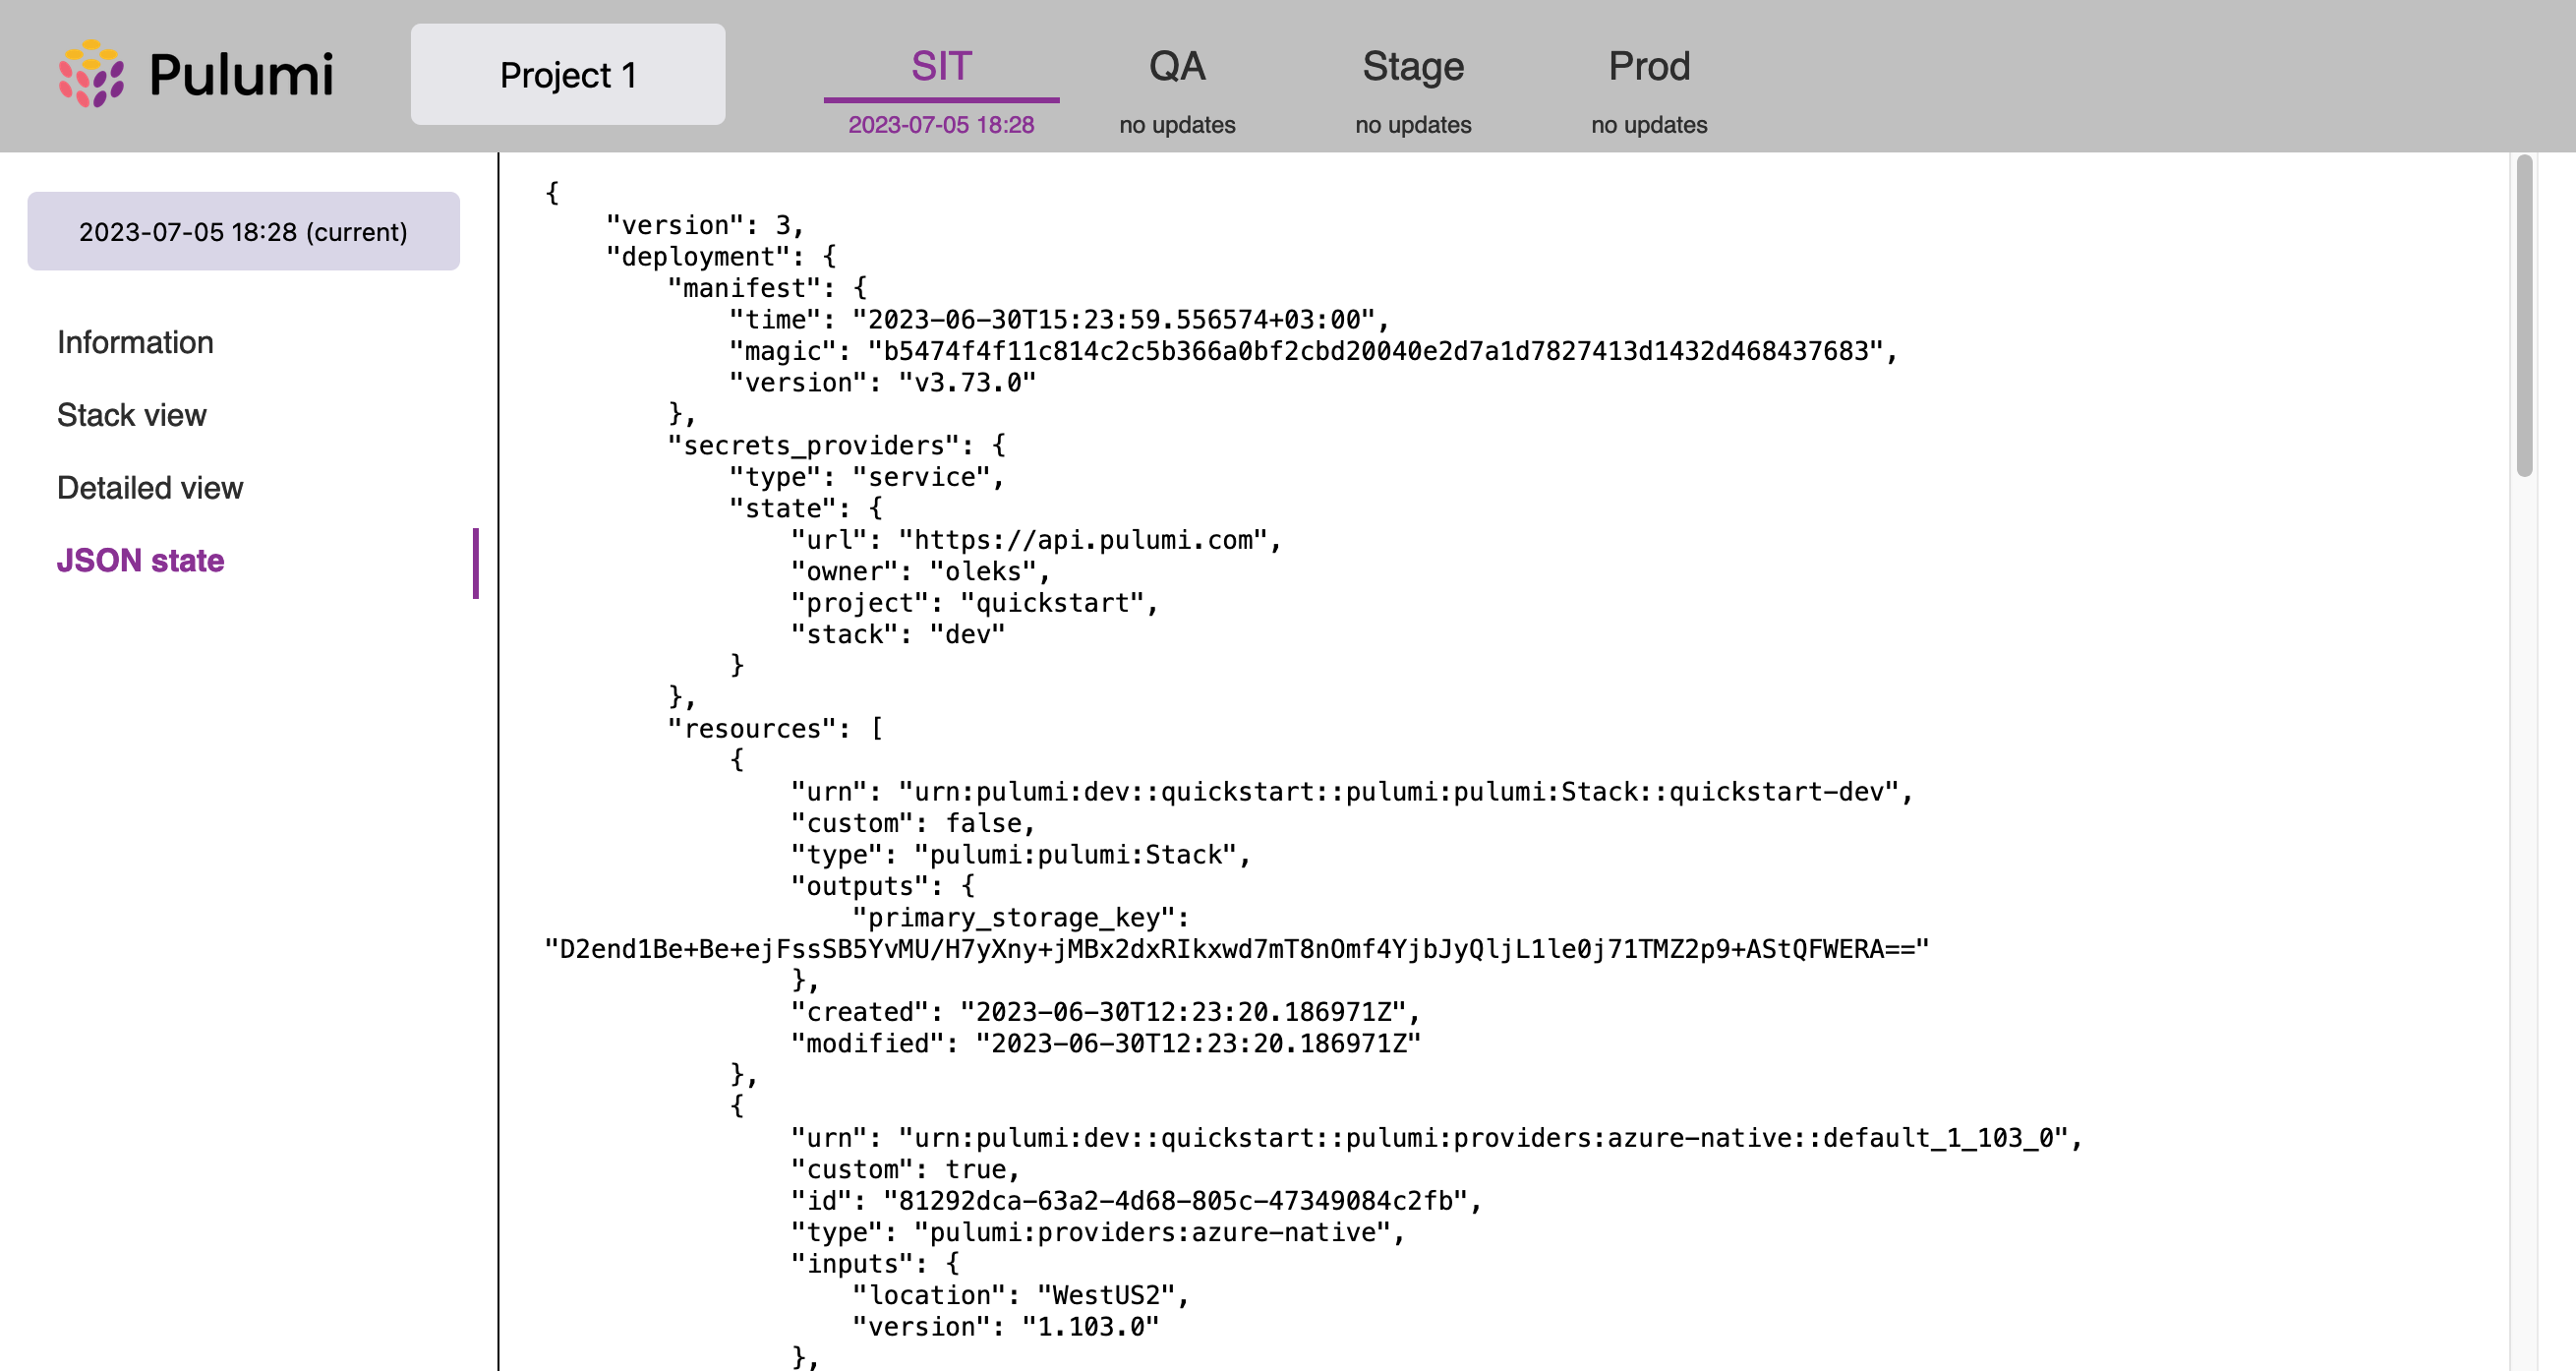 Pulumi
Project 1
SIT
QA
Stage
Prod
2023-07-05 18:28
no updates
no updates
no updates
2023-07-05 18:28 (current)
Information
Stack view
Detailed view
JSON state
{
    "version": 3,
    "deployment": {
        "manifest": {
            "time": "2023-06-30T15:23:59.556574+03:00",
            "magic": "b5474f4f11c814c2c5b366a0bf2cbd20040e2d7a1d7827413d1432d468437683",
            "version": "v3.73.0"
        },
        "secrets_providers": {
            "type": "service",
            "state": {
                "url": "https://api.pulumi.com",
                "owner": "oleks",
                "project": "quickstart",
                "stack": "dev"
            }
        },
        "resources": [
            {
                "urn": "urn:pulumi:dev::quickstart::pulumi:pulumi:Stack::quickstart-dev",
                "custom": false,
                "type": "pulumi:pulumi:Stack",
                "outputs": {
                    "primary_storage_key":
"D2end1Be+Be+ejFssSB5YvMU/H7yXny+jMBx2dxRIkxwd7mT8nOmf4YjbJyQljL1le0j71TMZ2p9+AStQFWERA=="
                },
                "created": "2023-06-30T12:23:20.186971Z",
                "modified": "2023-06-30T12:23:20.186971Z"
            },
            {
                "urn": "urn:pulumi:dev::quickstart::pulumi:providers:azure-native::default_1_103_0",
                "custom": true,
                "id": "81292dca-63a2-4d68-805c-47349084c2fb",
                "type": "pulumi:providers:azure-native",
                "inputs": {
                    "location": "WestUS2",
                    "version": "1.103.0"
                },